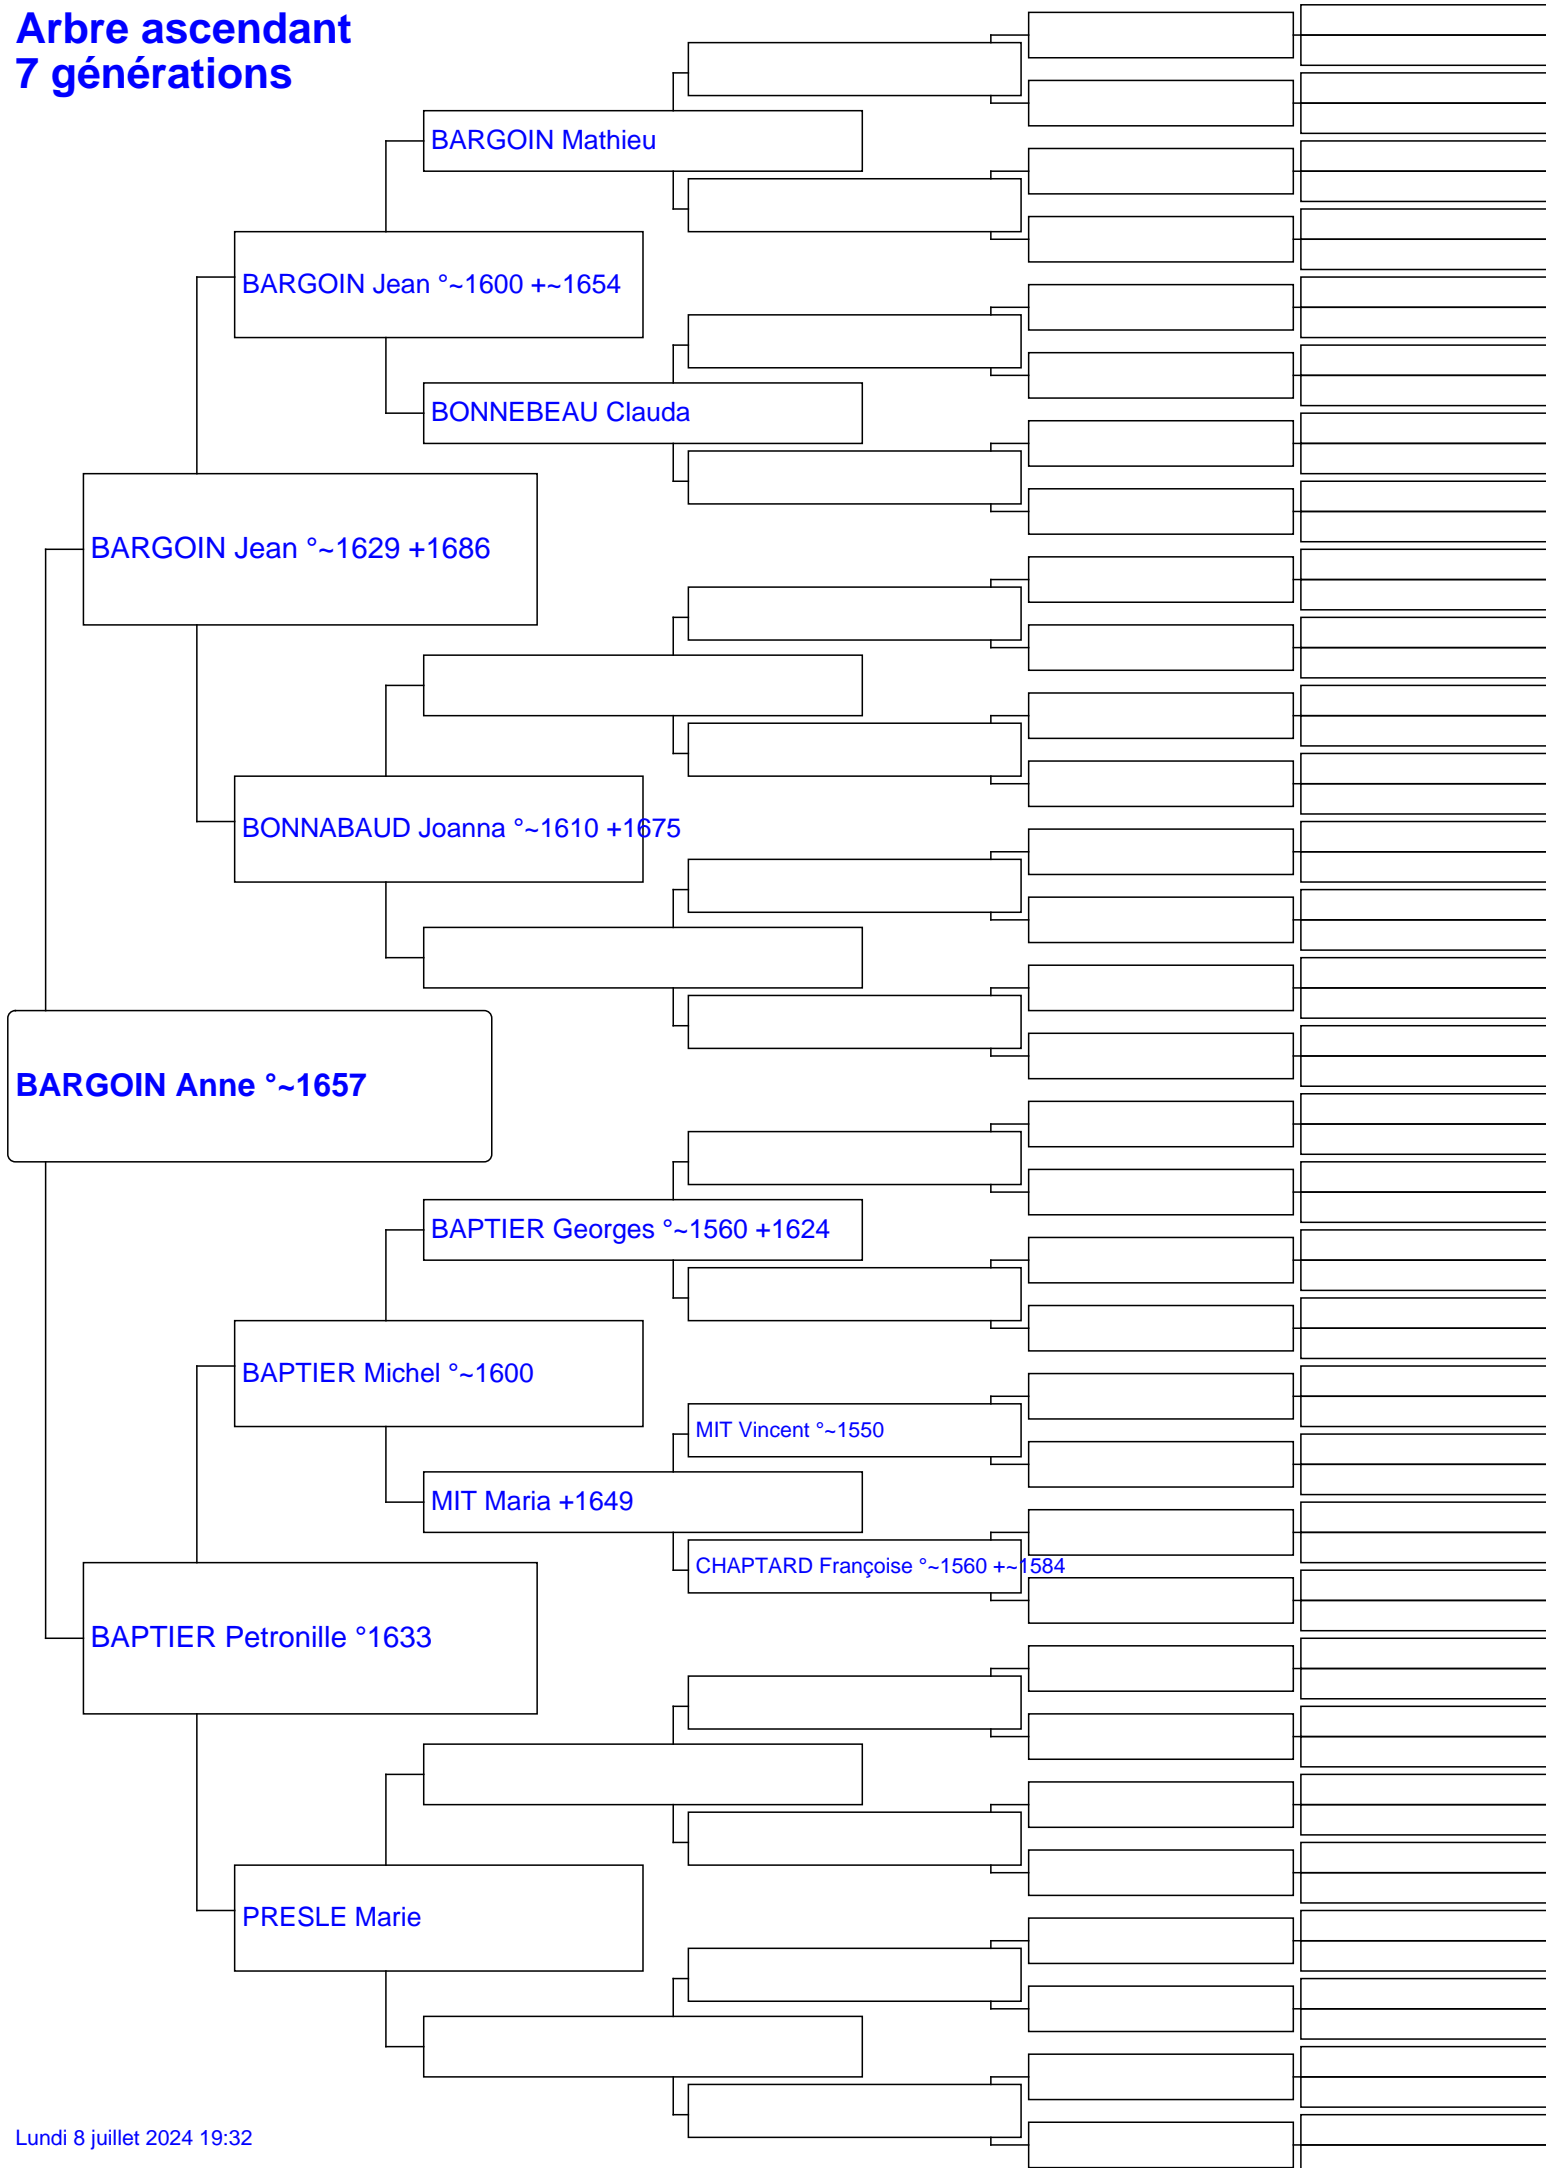 Arbre ascendant
7 générations
BARGOIN Mathieu
BARGOIN Jean °~1600 +~1654
BONNEBEAU Clauda
BARGOIN Jean °~1629 +1686
BONNABAUD Joanna °~1610 +1675
BARGOIN Anne °~1657
BAPTIER Georges °~1560 +1624
BAPTIER Michel °~1600
MIT Vincent °~1550
MIT Maria +1649
CHAPTARD Françoise °~1560 +~1584
BAPTIER Petronille °1633
PRESLE Marie
Lundi 8 juillet 2024 19:32